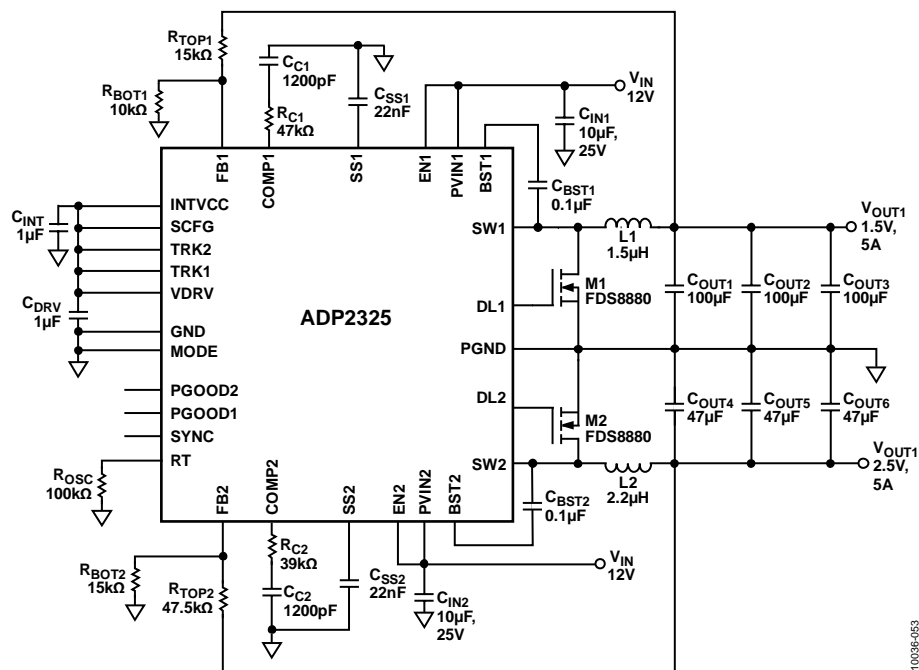 RTOP1
15kΩ
RBOT1
10kΩ
CC1
1200pF
RC1
47kΩ
CSS1
22nF
VIN
12V
CIN1
10µF,
25V
FB1
COMP1
SS1
EN1
PVIN1
BST1
CBST1
0.1µF
CINT
1µF
INTVCC
SCFG
TRK2
TRK1
VDRV
CDRV
1µF
GND
MODE
PGOOD2
PGOOD1
SYNC
RT
ROSC
100kΩ
ADP2325
SW1
DL1
PGND
DL2
SW2
L1
1.5µH
M1
FDS8880
VOUT1
1.5V,
5A
COUT1
100µF
COUT2
100µF
COUT3
100µF
COUT4
47µF
COUT5
47µF
COUT6
47µF
M2
FDS8880
L2
2.2µH
VOUT1
2.5V,
5A
FB2
COMP2
SS2
EN2
PVIN2
BST2
CBST2
0.1µF
RBOT2
15kΩ
RTOP2
47.5kΩ
RC2
39kΩ
CC2
1200pF
CSS2
22nF
CIN2
10µF,
25V
VIN
12V
10036-053